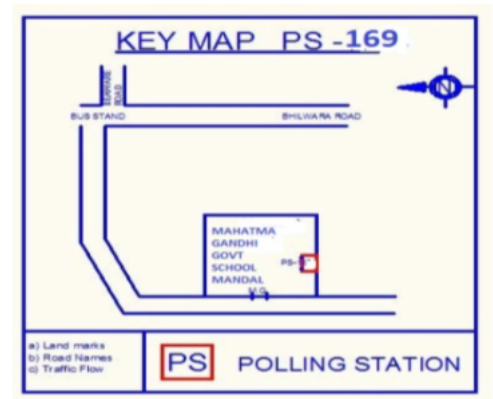 KEY MAP PS -169
ROAD
BUS STAND
BHILWARA ROAD
N
MAHATMA
GANDHI
GOVT
SCHOOL
MANDAL
PS-
M.G.
a) Land marks
b) Road Names
c) Traffic Flow
PS
POLLING STATION